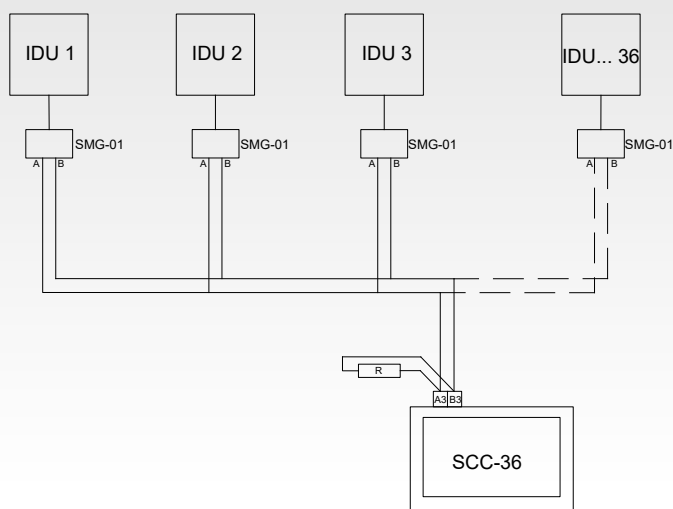 IDU 1 IDU 2 IDU 3 IDU... 36
SMG-01 SMG-01 SMG-01 SMG-01
A B A B A B A B
R
A3 B3
SCC-36